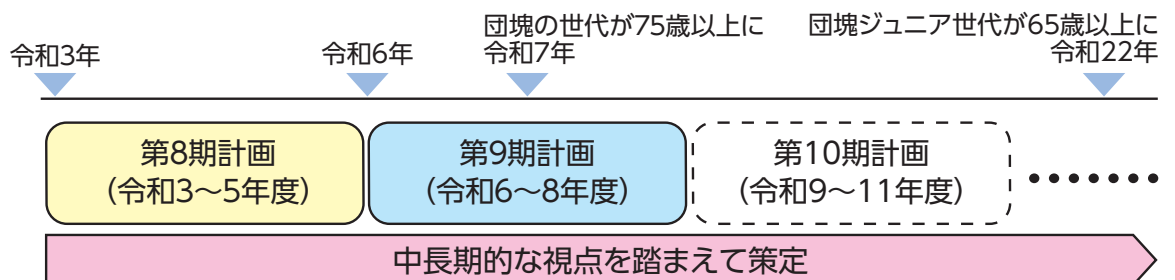 団塊の世代が75歳以上に
団塊ジュニア世代が65歳以上に
令和3年
令和6年
令和7年
令和22年
第8期計画
(令和3～5年度)
第9期計画
(令和6～8年度)
第10期計画
(令和9～11年度)
中長期的な視点を踏まえて策定